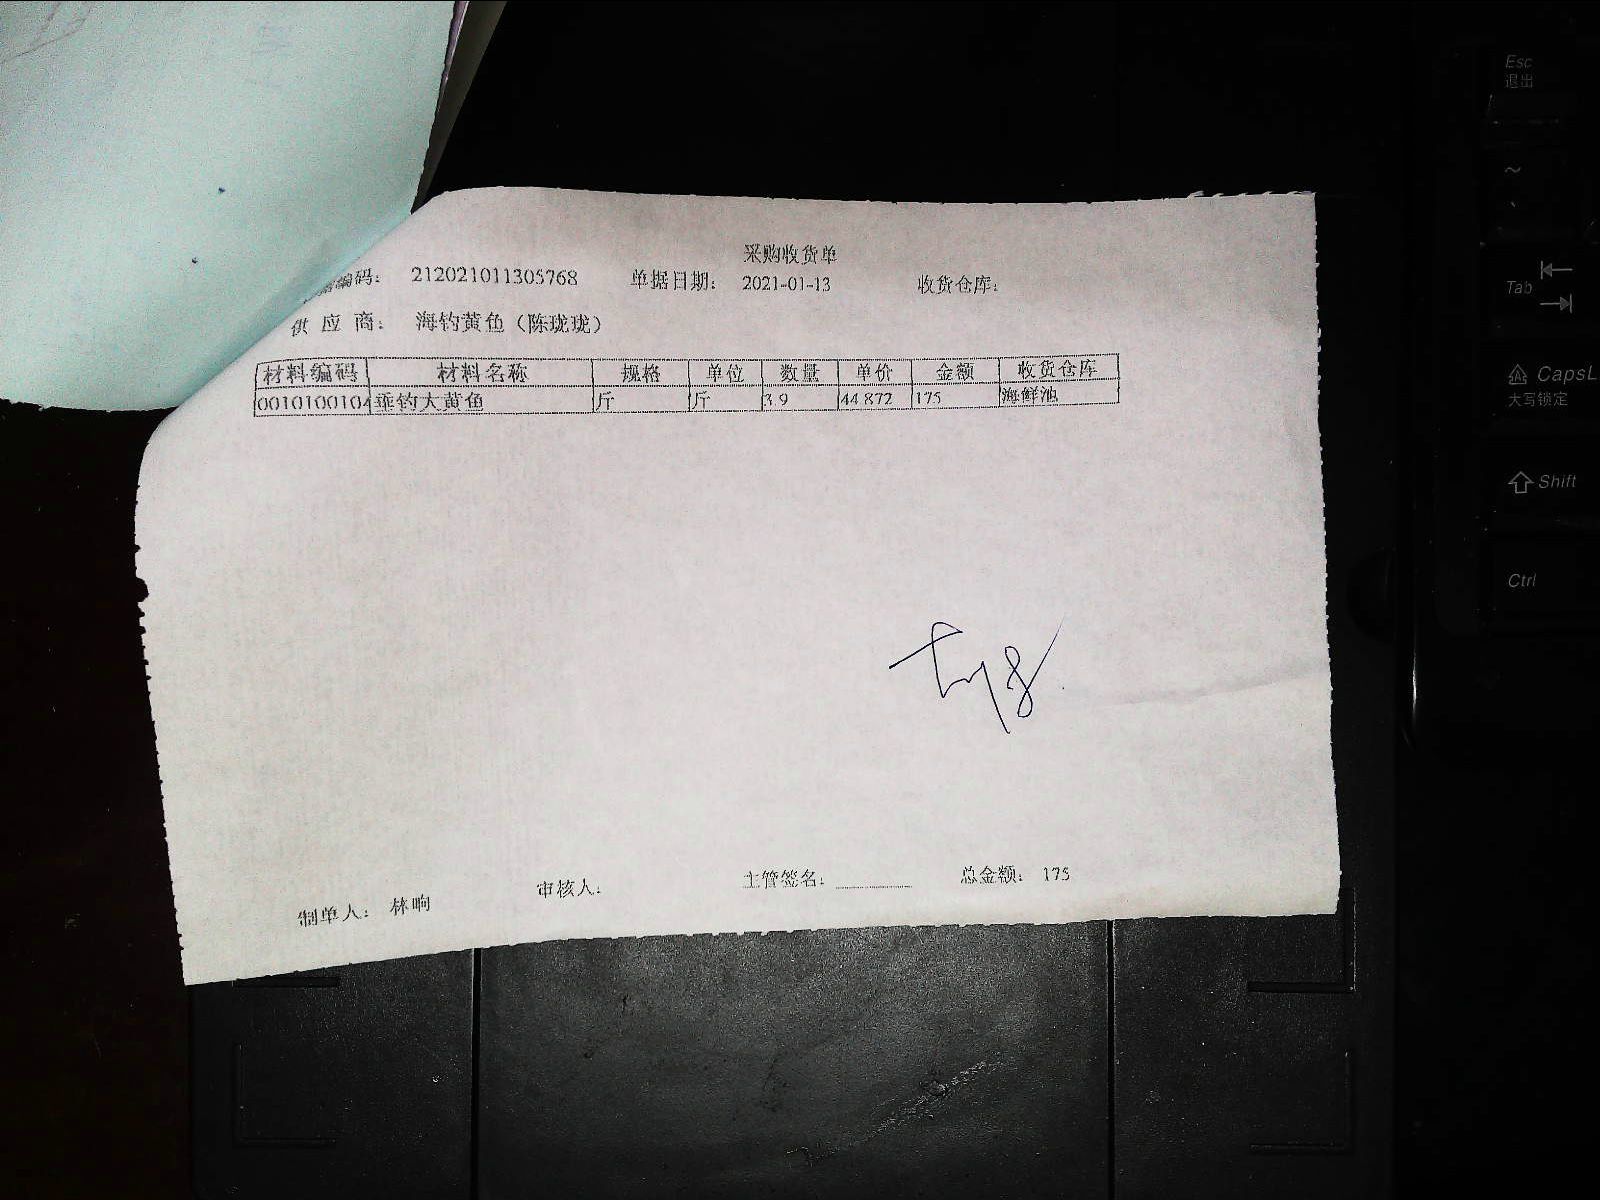 采购收货单
编码： 212021011305768 单据日期： 2021-01-13 收货仓库：
供 应 商： 海钓黄鱼（陈珑珑）
材料编码 材料名称 规格 单位 数量 单价 金额 收货仓库
0010100104 垂钓大黄鱼 斤 斤 3.9 44.872 175 海鲜池
制单人： 林响 审核人： 主管签名： 总金额： 175
Esc
退出
~
Tab
CapsL
大写锁定
Shift
Ctrl